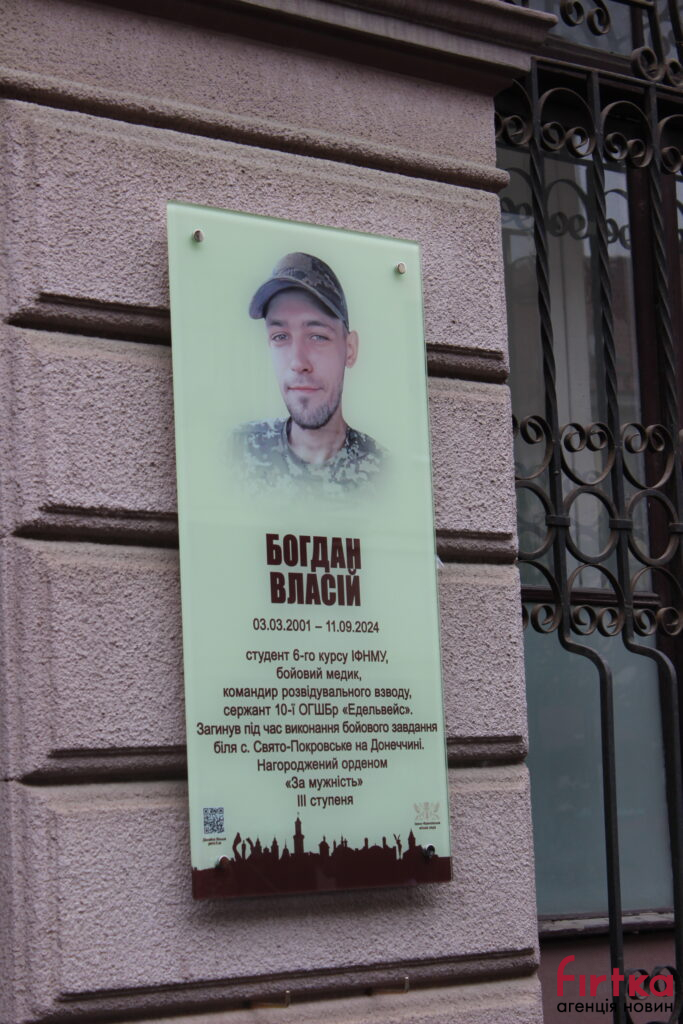 БОГДАН
ВЛАСІЙ
03.03.2001 – 11.09.2024
студент 6-го курсу ІФНМУ,
бойовий медик,
командир розвідувального взводу,
сержант 10-ї ОГШБр «Едельвейс».
Загинув під час виконання бойового завдання
біля с. Свято-Покровське на Донеччині.
Нагороджений орденом
«За мужність»
ІІІ ступеня
firtka
агенція новин